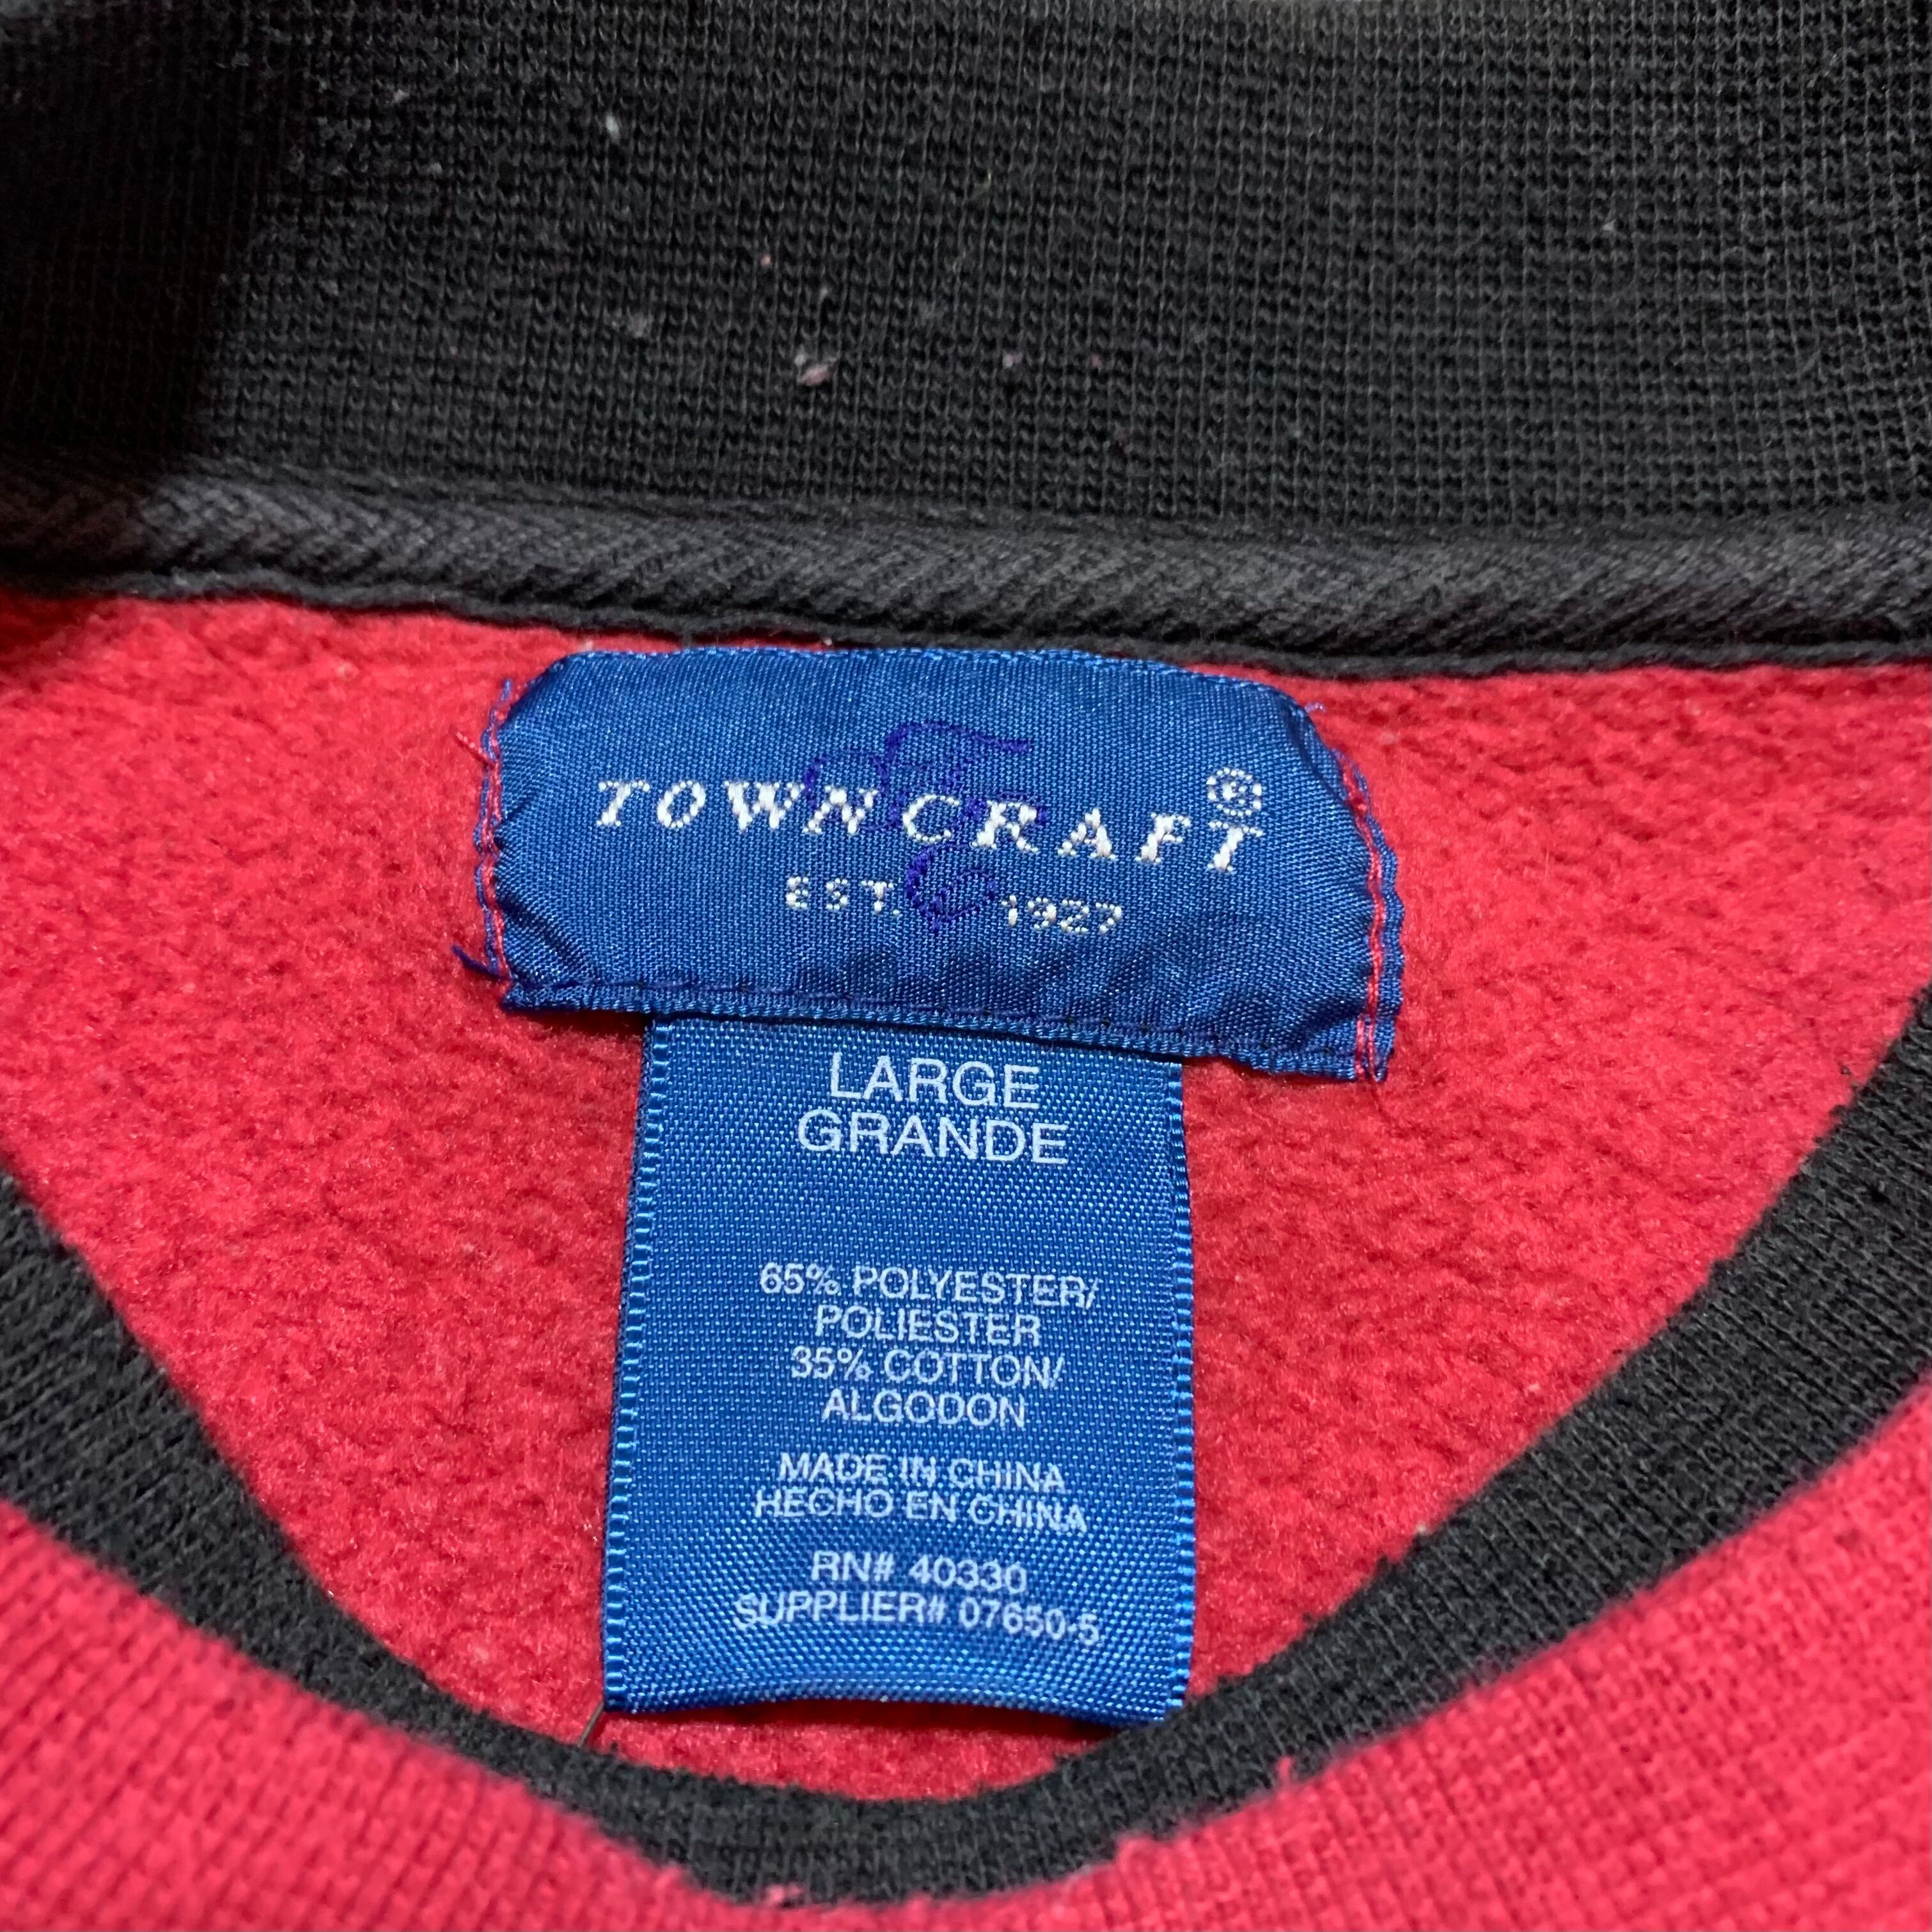 TOWNCRAFT®
EST. 1927
LARGE
GRANDE
65% POLYESTER/
POLIESTER
35% COTTON/
ALGODON
MADE IN CHINA
HECHO EN CHINA
RN# 40330
SUPPLIER# 07650-5